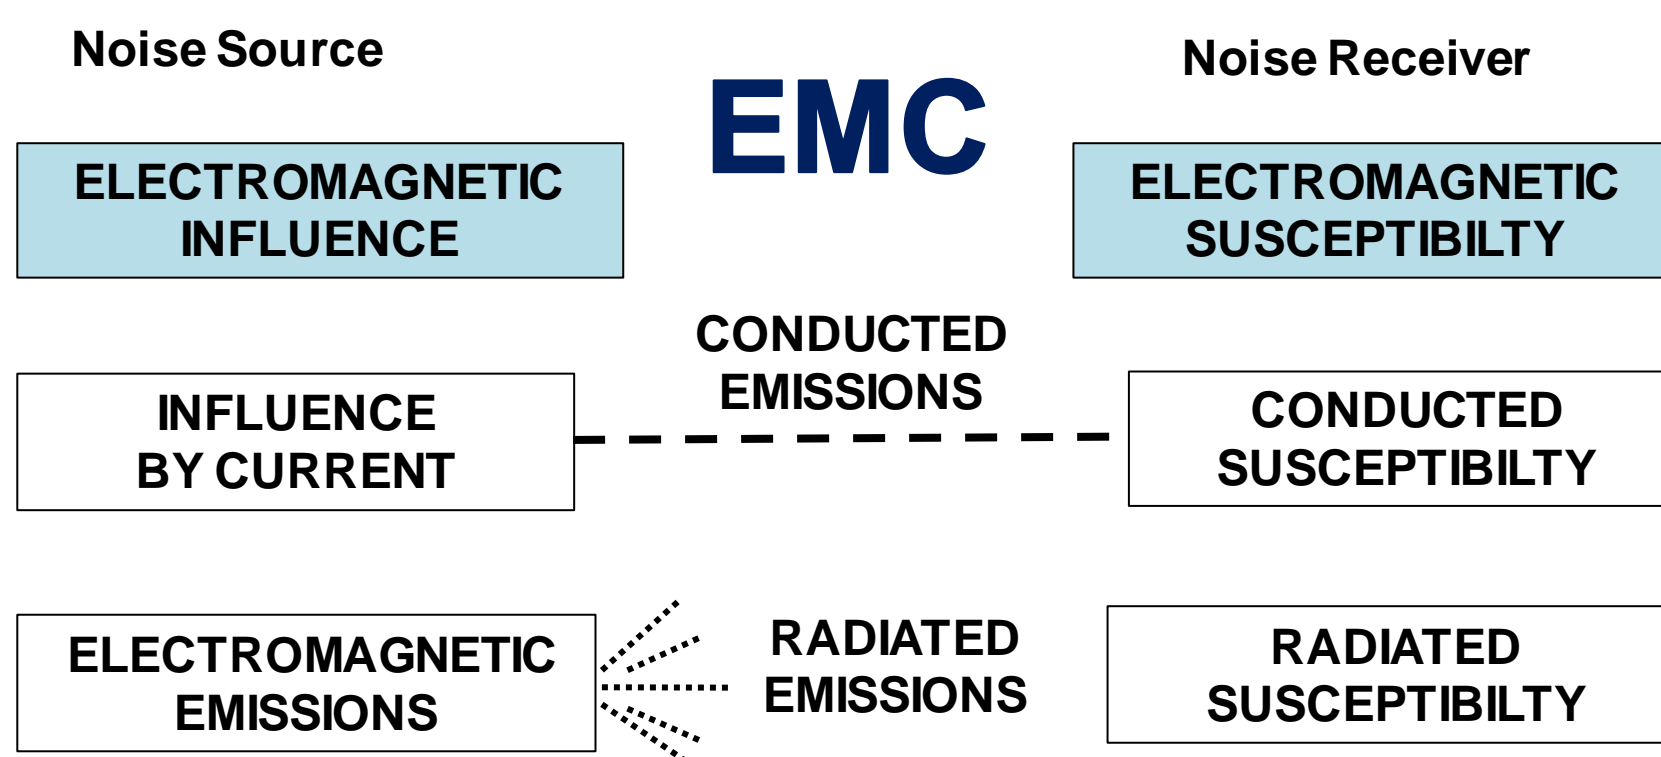 Noise Source
EMC
Noise Receiver
ELECTROMAGNETIC
INFLUENCE
ELECTROMAGNETIC
SUSCEPTIBILTY
CONDUCTED
EMISSIONS
INFLUENCE
BY CURRENT
CONDUCTED
SUSCEPTIBILTY
ELECTROMAGNETIC
EMISSIONS
RADIATED
EMISSIONS
RADIATED
SUSCEPTIBILTY